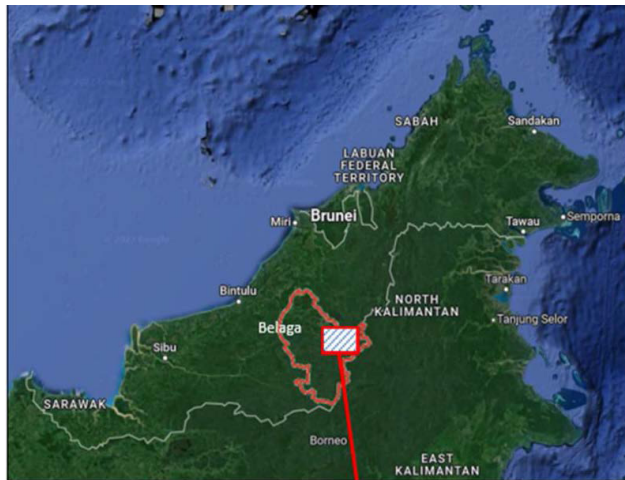 SABAH
Sandakan
LABUAN
FEDERAL
TERRITORY
Miri
Brunei
Tawau
Semporna
Bintulu
Tarakan
NORTH
KALIMANTAN
Belaga
Tanjung Selor
Sibu
SARAWAK
Borneo
EAST
KALIMANTAN